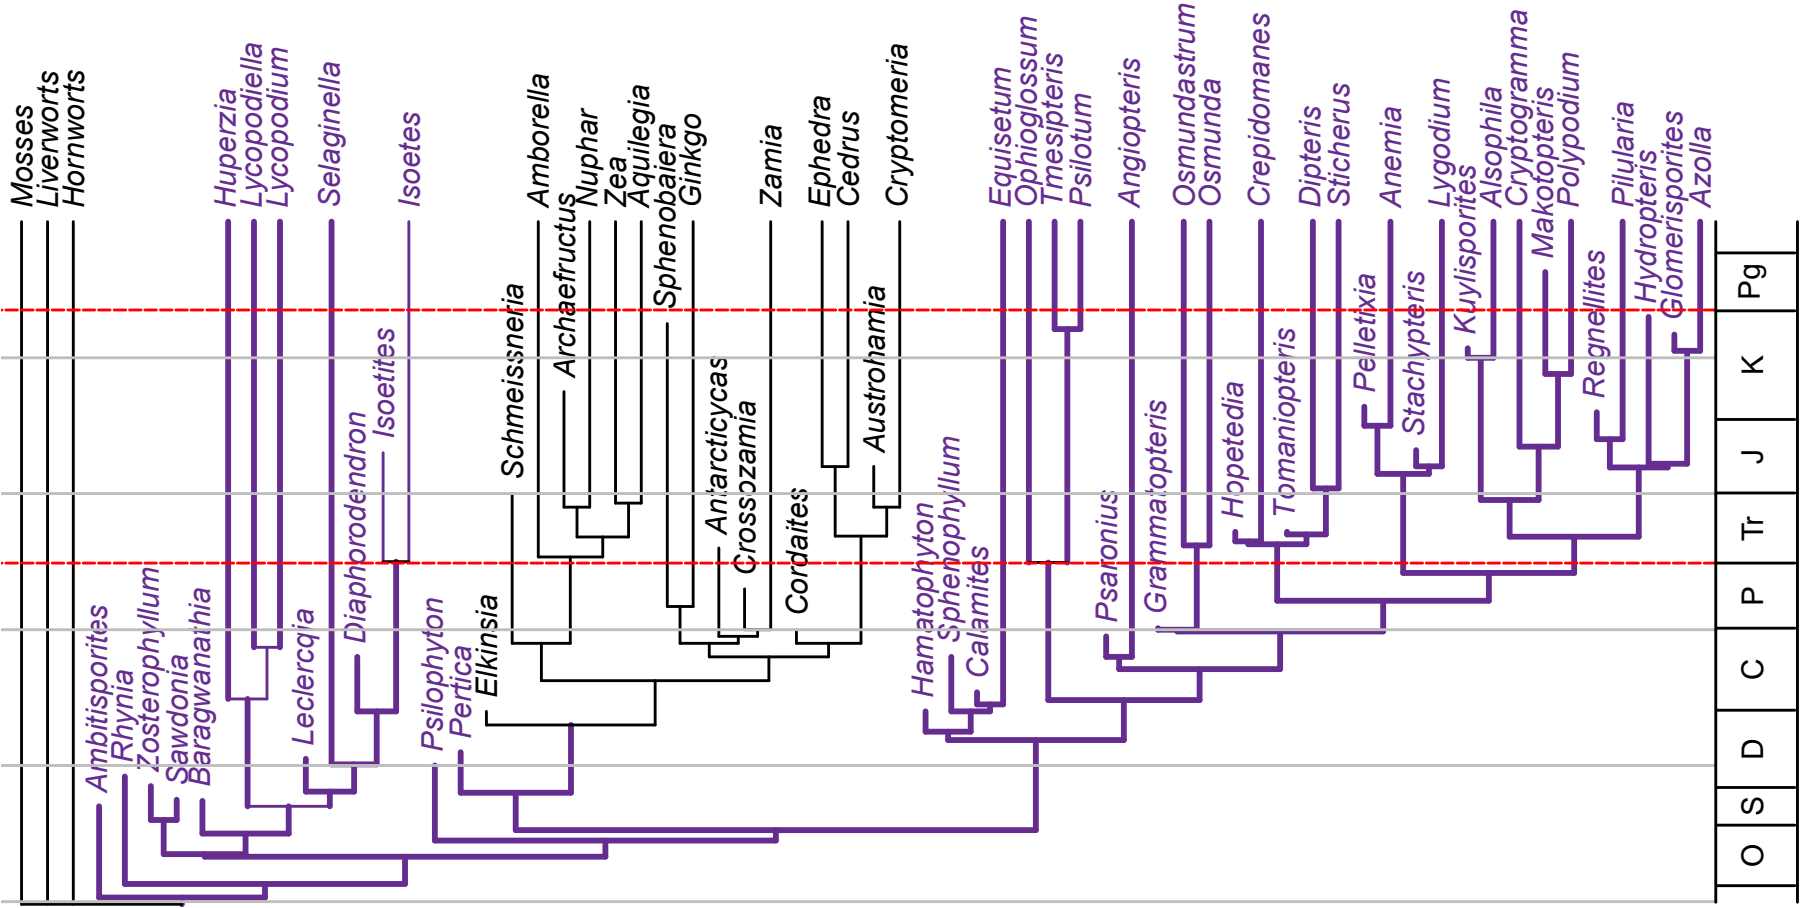 Mosses
Liverworts
Hornworts
Ambitisporites
Rhynia
Zosterophyllum
Sawdonia
Baragwanathia
Huperzia
Lycopodiella
Lycopodium
Leclercqia
Selaginella
Diaphorodendron
Isoetites
Isoetes
Psilophyton
Pertica
Elkinsia
Schmeissneria
Amborella
Archaefructus
Nuphar
Zea
Aquilegia
Sphenobaiera
Ginkgo
Antarcticycas
Crossozamia
Zamia
Cordaites
Ephedra
Cedrus
Austrohamia
Cryptomeria
Hamatophyton
Sphenophyllum
Calamites
Equisetum
Ophioglossum
Tmesipteris
Psilotum
Psaronius
Angiopteris
Grammatopteris
Osmundastrum
Osmunda
Hopetedia
Crepidomanes
Tomaniopteris
Dipteris
Sticherus
Pelletixia
Anemia
Stachypteris
Lygodium
Kuylisporites
Alsophila
Cryptogramma
Makotopteris
Polypodium
Regnellites
Pilularia
Hydropteris
Glomerisporites
Azolla
Pg
K
J
Tr
P
C
D
S
O